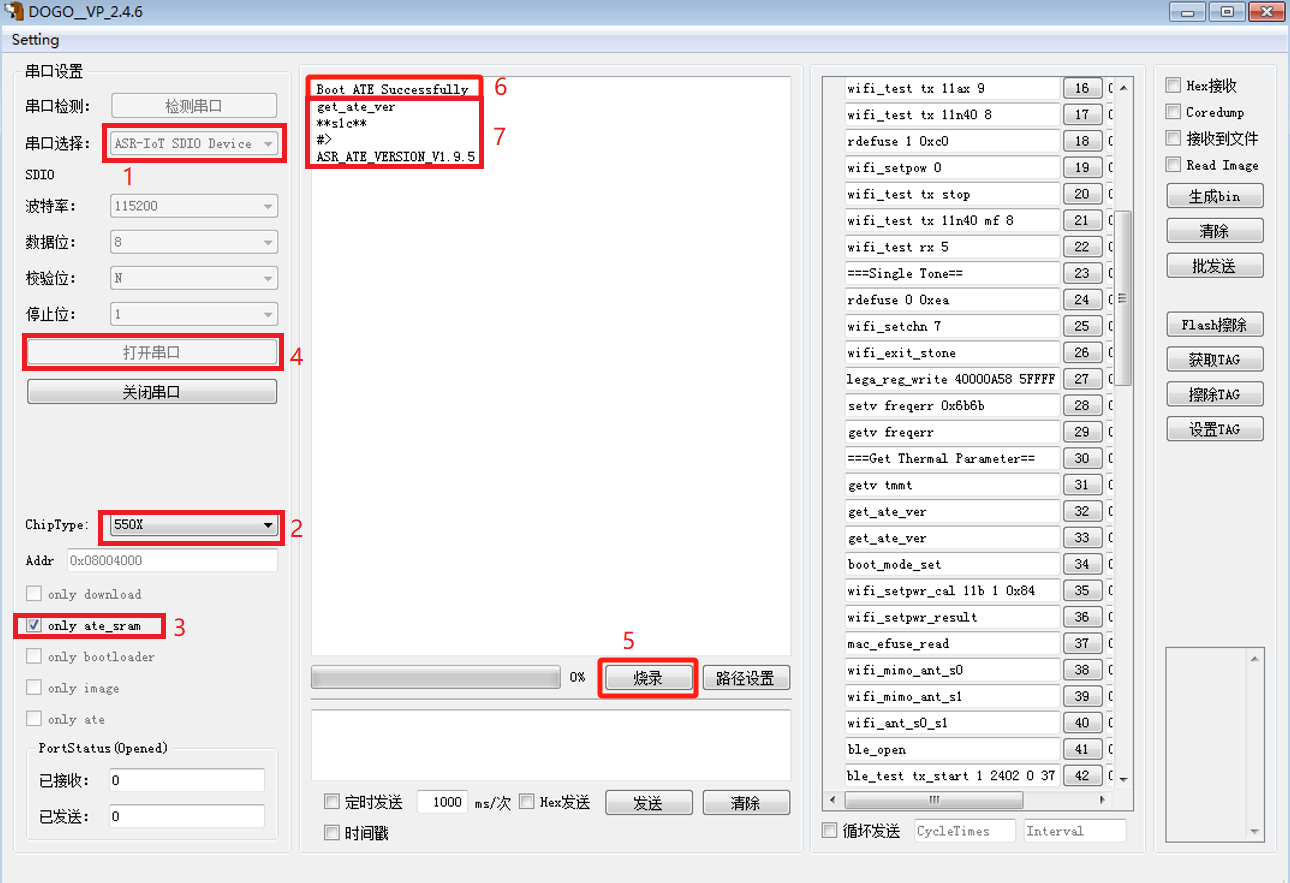 DOGO__VP_2.4.6
Setting
串口设置
串口检测： 检测串口
串口选择： ASR-IoT SDIO Device
1
SDIO
波特率： 115200
数据位： 8
校验位： N
停止位： 1
打开串口 4
关闭串口
ChipType: 550X 2
Addr 0x08004000
only download
only ate_sram 3
only bootloader
only image
only ate
PortStatus(Opened)
已接收： 0
已发送： 0
Boot ATE Successfully 6
get_ate_ver
**slc** 7
#>
ASR_ATE_VERSION_V1.9.5
5
0% 烧录 路径设置
定时发送 1000 ms/次 Hex发送 发送 清除
时间戳
wifi_test tx 11ax 9 16
wifi_test tx 11n40 8 17
rdefuse 1 0xc0 18
wifi_setpow 0 19
wifi_test tx stop 20
wifi_test tx 11n40 mf 8 21
wifi_test rx 5 22
===Single Tone== 23
rdefuse 0 0xea 24
wifi_setchn 7 25
wifi_exit_stone 26
lega_reg_write 40000A58 5FFFF 27
setv freqerr 0x6b6b 28
getv freqerr 29
===Get Thermal Parameter== 30
getv tmmt 31
get_ate_ver 32
get_ate_ver 33
boot_mode_set 34
wifi_setpwr_cal 11b 1 0x84 35
wifi_setpwr_result 36
mac_efuse_read 37
wifi_mimo_ant_s0 38
wifi_mimo_ant_s1 39
wifi_ant_s0_s1 40
ble_open 41
ble_test tx_start 1 2402 0 37 42
循环发送 CycleTimes Interval
Hex接收
Coredump
接收到文件
Read Image
生成bin
清除
批发送
Flash擦除
获取TAG
擦除TAG
设置TAG